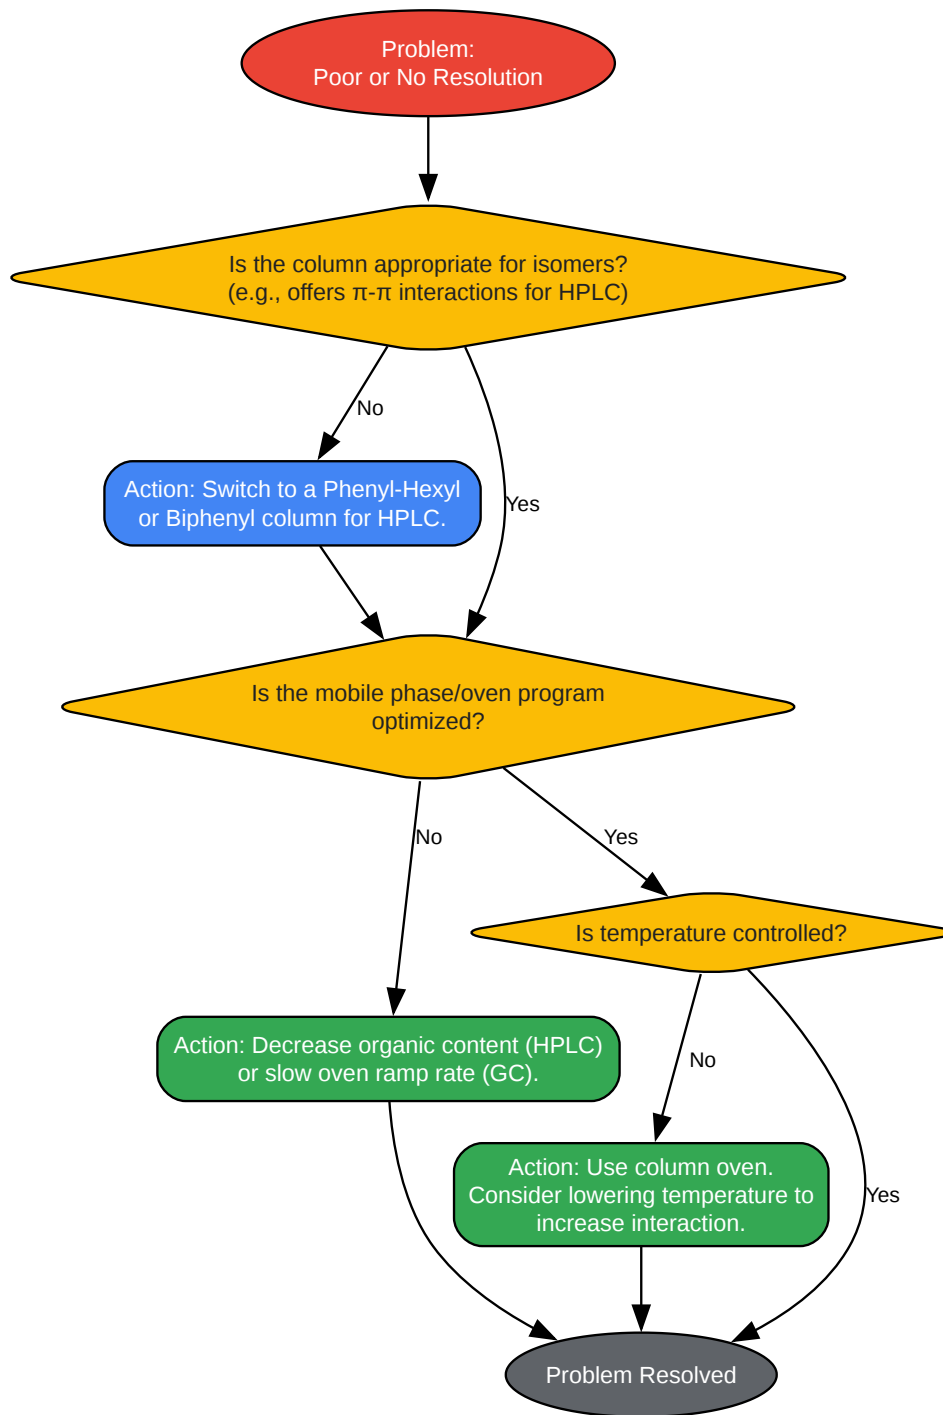 Problem:
Poor or No Resolution
Is the column appropriate for isomers?
(e.g., offers π-π interactions for HPLC)
No
Action: Switch to a Phenyl-Hexyl
or Biphenyl column for HPLC.
Yes
Is the mobile phase/oven program
optimized?
No
Yes
Is temperature controlled?
Action: Decrease organic content (HPLC)
or slow oven ramp rate (GC).
No
Action: Use column oven.
Consider lowering temperature to
increase interaction.
Yes
Problem Resolved